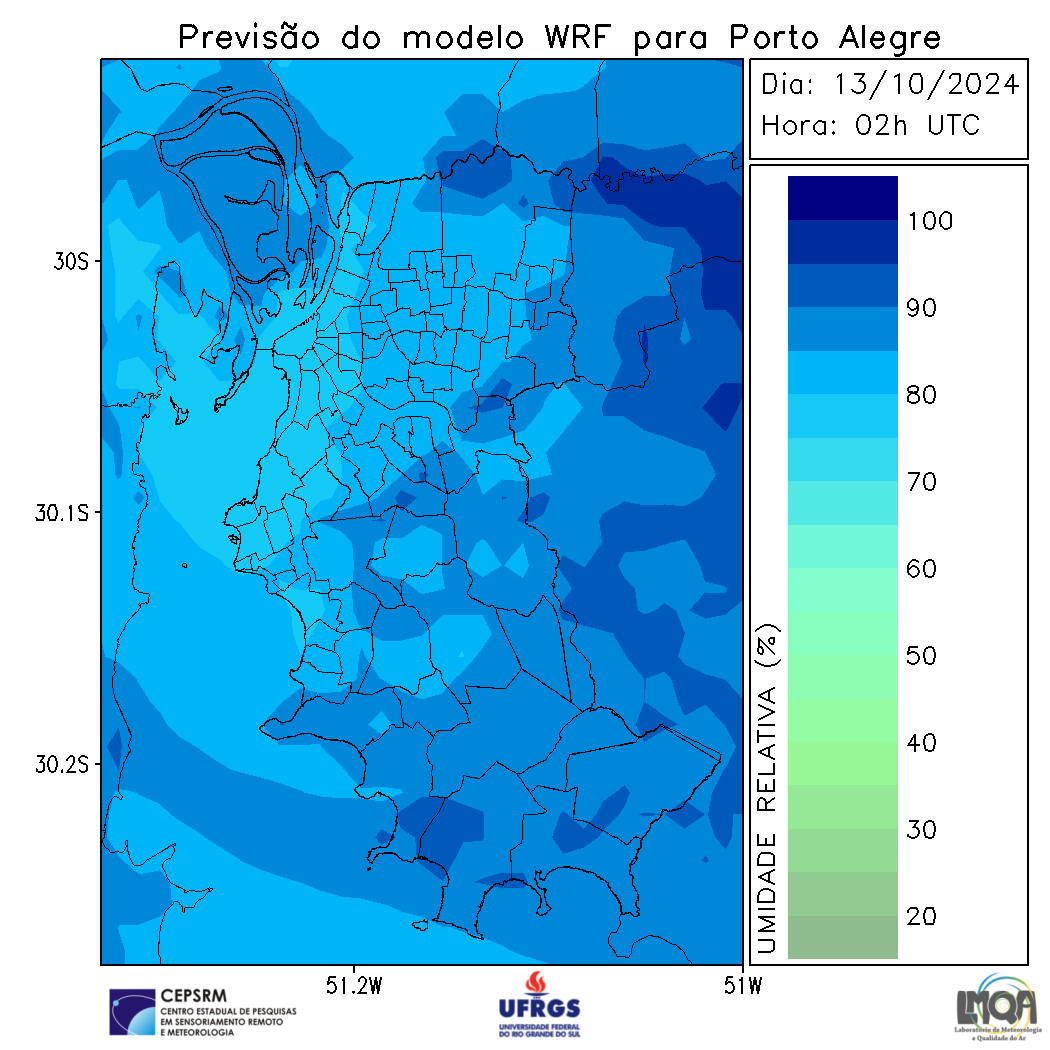 Previsão do modelo WRF para Porto Alegre
Dia: 13/10/2024
Hora: 02h UTC
30S
30.1S
30.2S
51.2W
51W
UMIDADE RELATIVA (%)
100
90
80
70
60
50
40
30
20
CEPSRM
CENTRO ESTADUAL DE PESQUISAS
EM SENSORIAMENTO REMOTO
E METEOROLOGIA
UFRGS
UNIVERSIDADE FEDERAL
DO RIO GRANDE DO SUL
LMQA
Laboratório de Meteorologia
e Qualidade do Ar